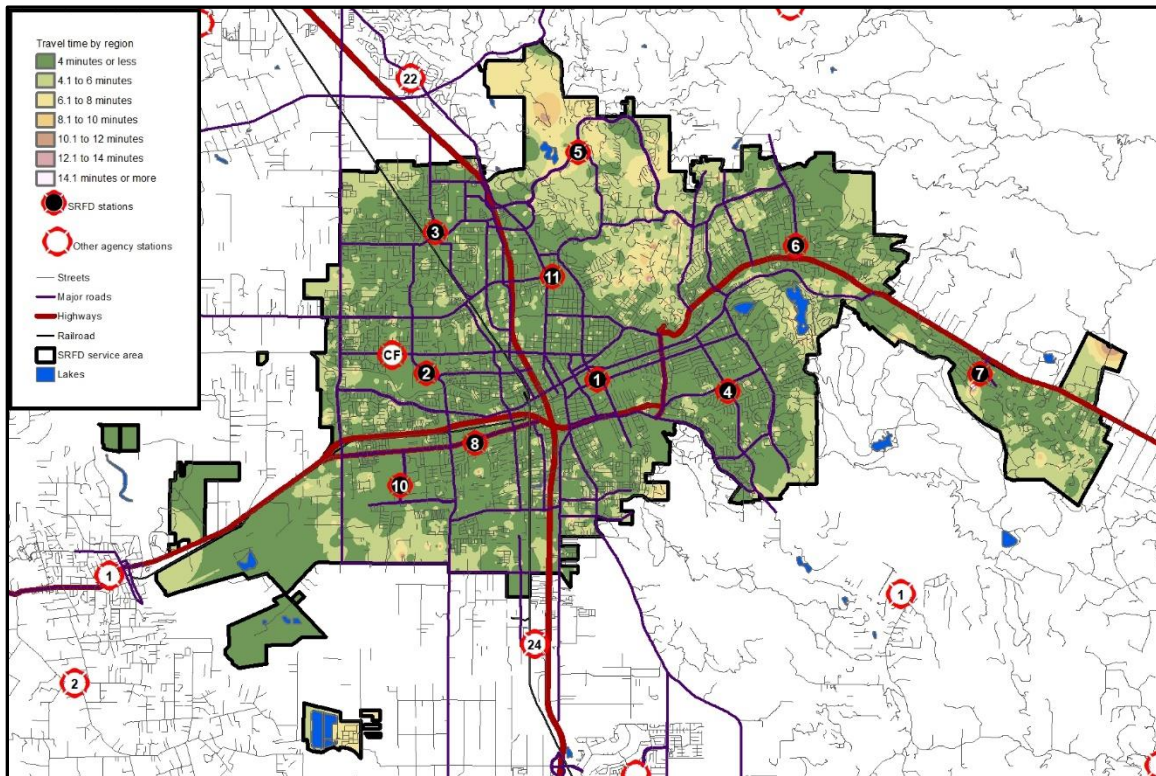 Travel time by region
4 minutes or less
4.1 to 6 minutes
6.1 to 8 minutes
8.1 to 10 minutes
10.1 to 12 minutes
12.1 to 14 minutes
14.1 minutes or more
SRFD stations
Other agency stations
Streets
Major roads
Highways
Railroad
SRFD service area
Lakes
22
5
3
6
11
CF
2
1
7
4
8
10
1
1
24
2